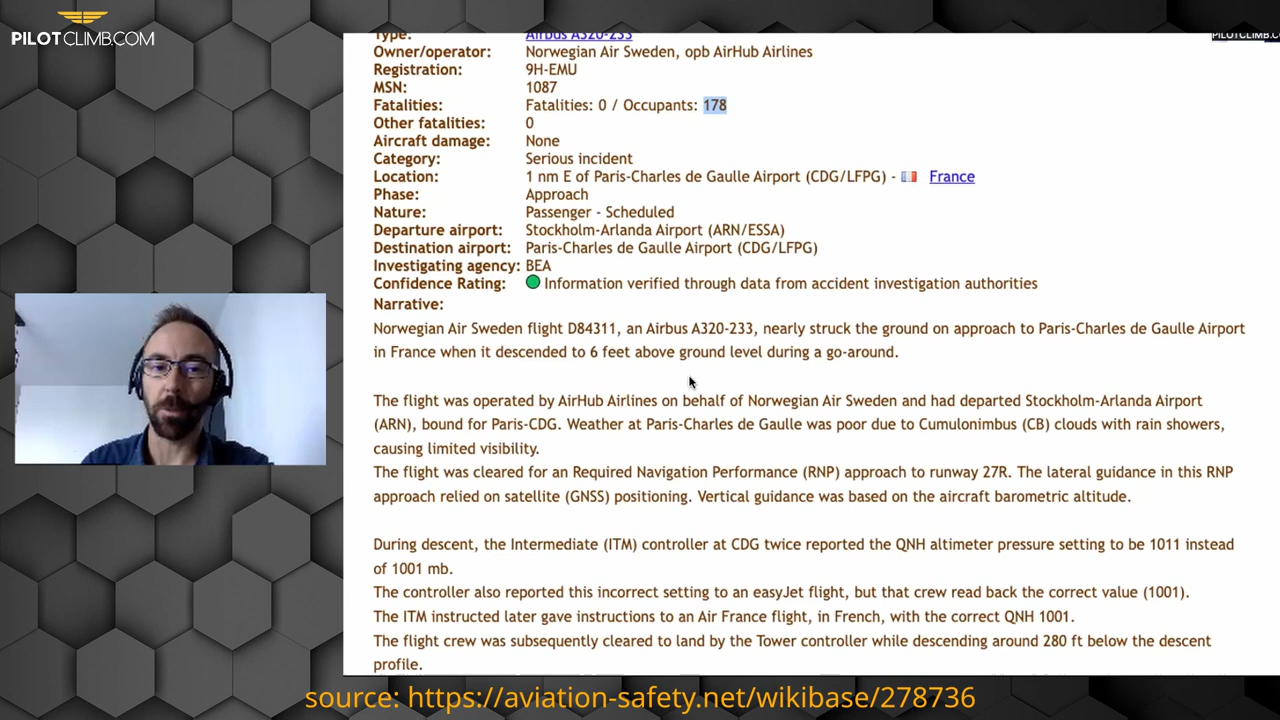 PILOTCLIMB.COM
PILOTCLIMB.CO
Type: Airbus A320-233
Owner/operator: Norwegian Air Sweden, opb AirHub Airlines
Registration: 9H-EMU
MSN: 1087
Fatalities: Fatalities: 0 / Occupants: 178
Other fatalities: 0
Aircraft damage: None
Category: Serious incident
Location: 1 nm E of Paris-Charles de Gaulle Airport (CDG/LFPG) - France
Phase: Approach
Nature: Passenger - Scheduled
Departure airport: Stockholm-Arlanda Airport (ARN/ESSA)
Destination airport: Paris-Charles de Gaulle Airport (CDG/LFPG)
Investigating agency: BEA
Confidence Rating: Information verified through data from accident investigation authorities
Narrative:
Norwegian Air Sweden flight D84311, an Airbus A320-233, nearly struck the ground on approach to Paris-Charles de Gaulle Airport
in France when it descended to 6 feet above ground level during a go-around.
The flight was operated by AirHub Airlines on behalf of Norwegian Air Sweden and had departed Stockholm-Arlanda Airport
(ARN), bound for Paris-CDG. Weather at Paris-Charles de Gaulle was poor due to Cumulonimbus (CB) clouds with rain showers,
causing limited visibility.
The flight was cleared for an Required Navigation Performance (RNP) approach to runway 27R. The lateral guidance in this RNP
approach relied on satellite (GNSS) positioning. Vertical guidance was based on the aircraft barometric altitude.
During descent, the Intermediate (ITM) controller at CDG twice reported the QNH altimeter pressure setting to be 1011 instead
of 1001 mb.
The controller also reported this incorrect setting to an easyJet flight, but that crew read back the correct value (1001).
The ITM instructed later gave instructions to an Air France flight, in French, with the correct QNH 1001.
The flight crew was subsequently cleared to land by the Tower controller while descending around 280 ft below the descent
profile.
source: https://aviation-safety.net/wikibase/278736